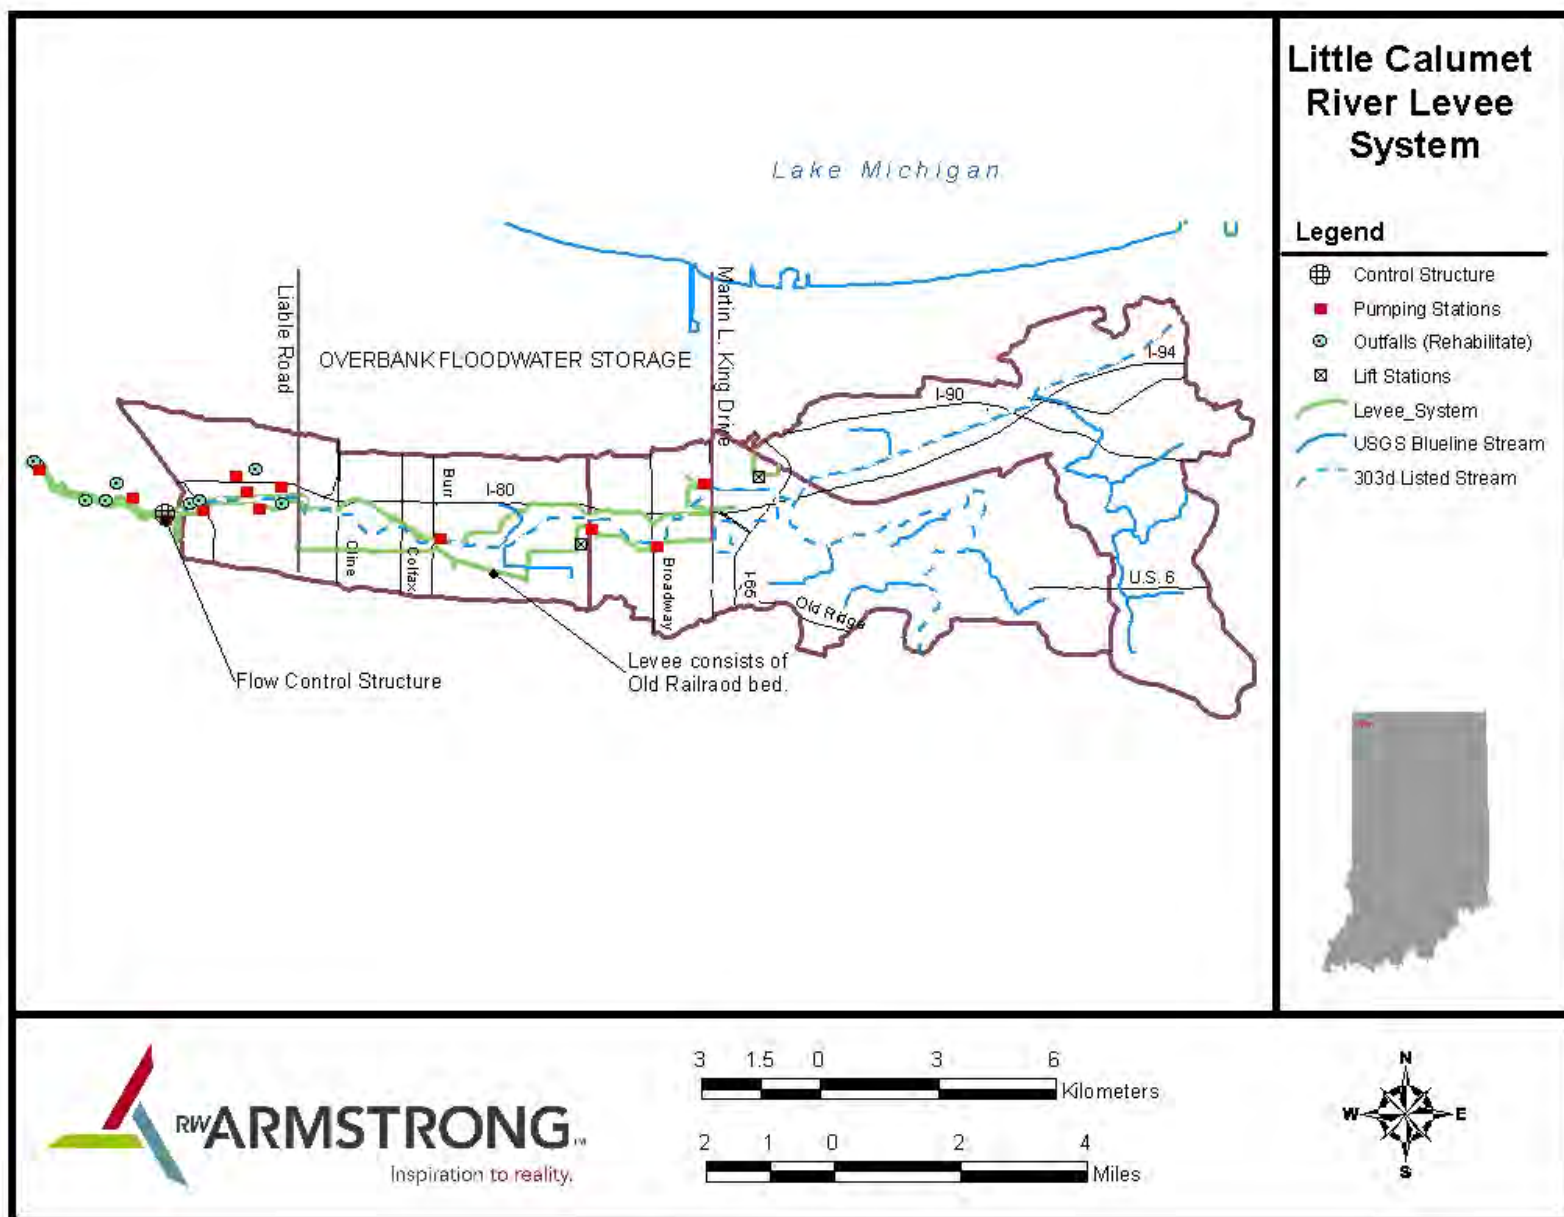 Little Calumet
River Levee
System
Lake Michigan
Legend
Control Structure
Pumping Stations
Outfalls (Rehabilitate)
Lift Stations
Levee_System
USGS Blueline Stream
303d Listed Stream
Liable Road
OVERBANK FLOODWATER STORAGE
Martin L. King Drive
I-94
I-90
Burr
I-80
Cline
Colfax
Broadway
I-65
Old Ridge
U.S. 6
Flow Control Structure
Levee consists of
Old Railraod bed.
3 1.5 0 3 6
Kilometers
2 1 0 2 4
Miles
RWARMSTRONG
Inspiration to reality.
N
W E
S